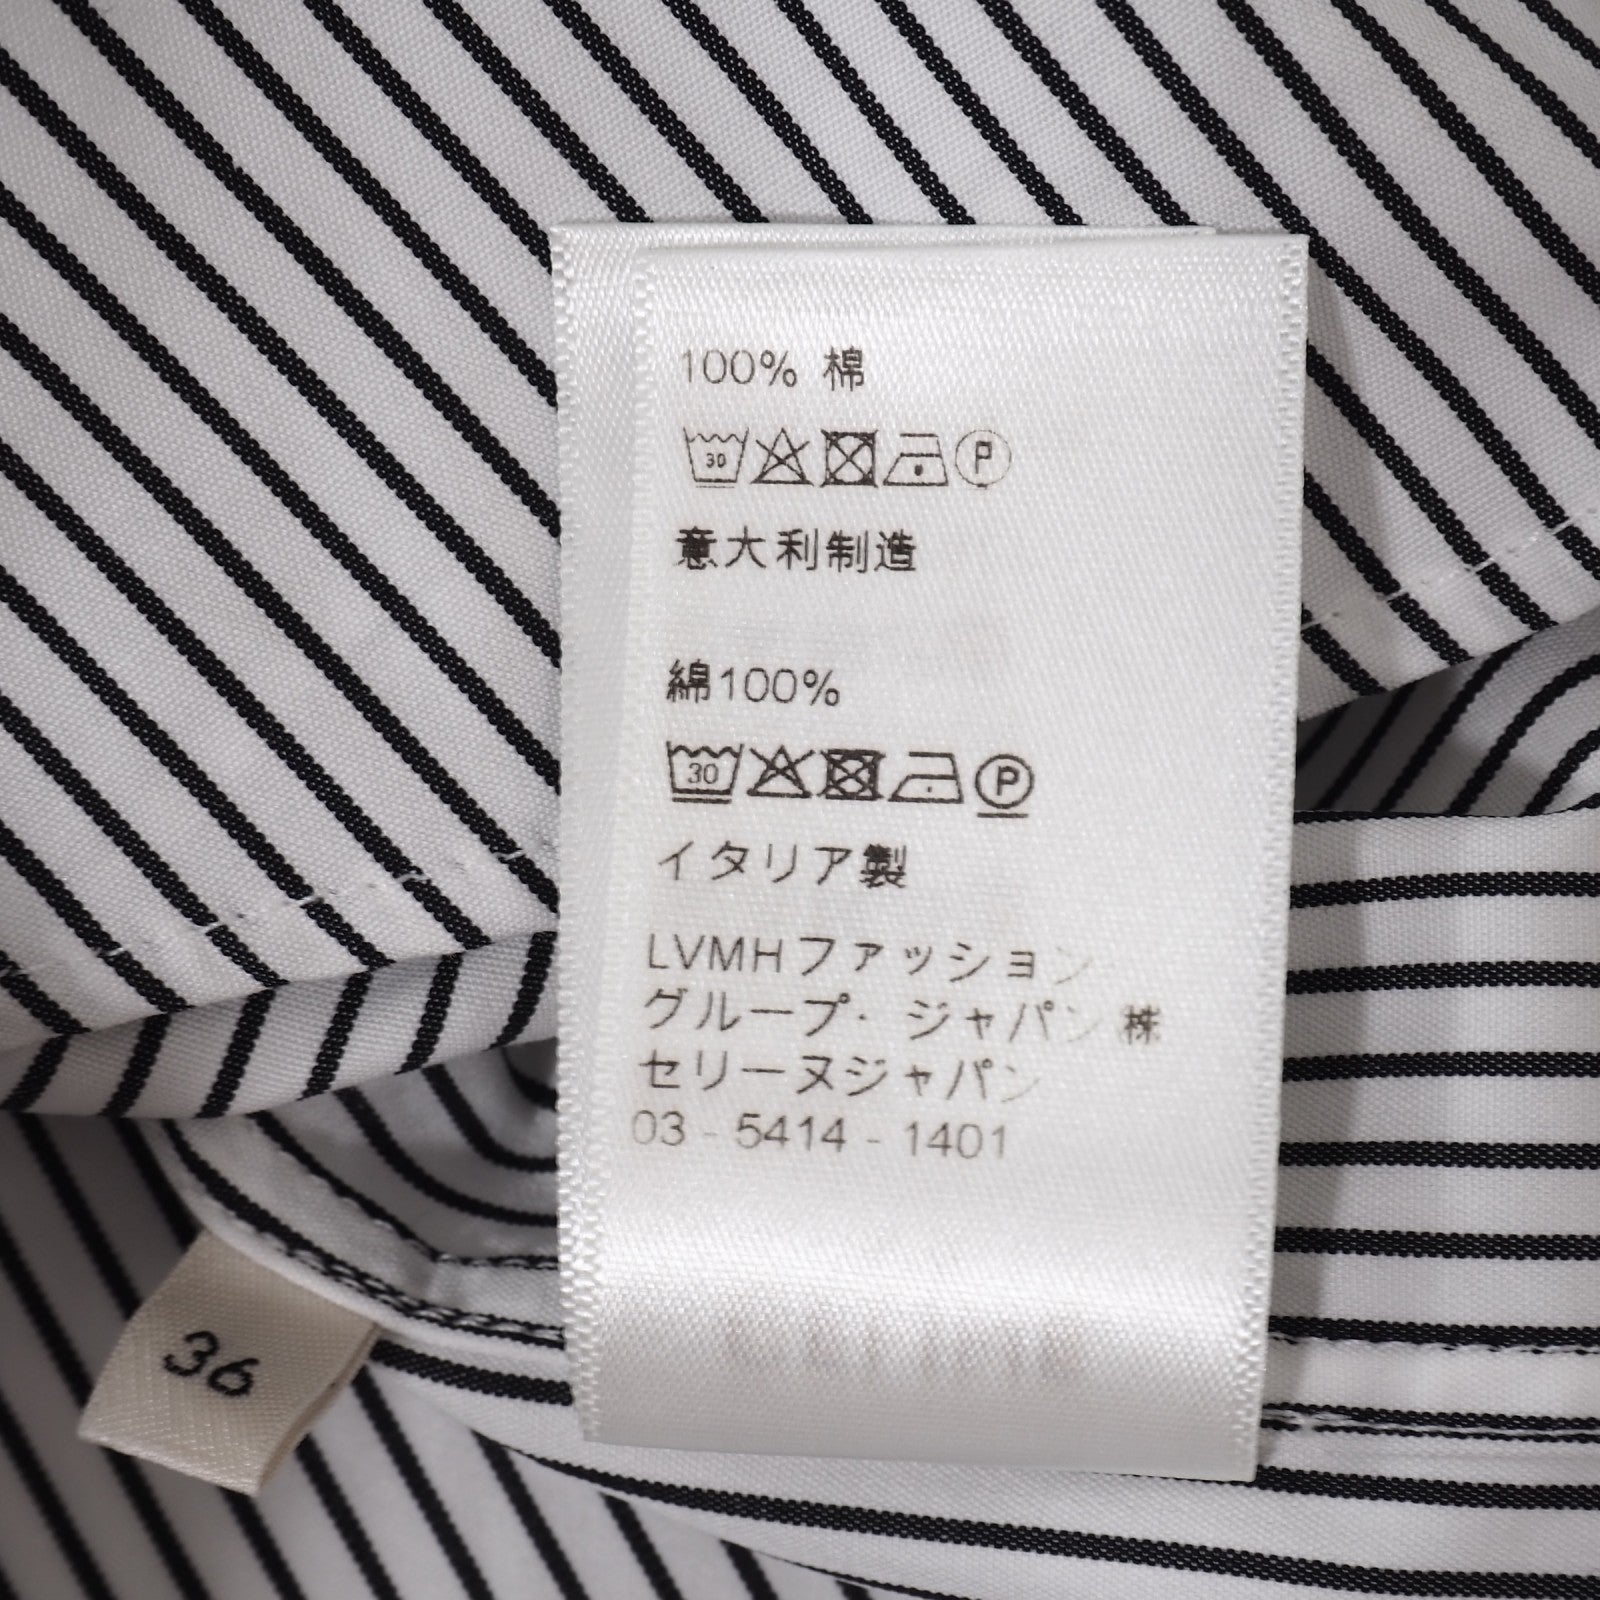 100% 棉
30 P
意大利制造
綿100%
30 P
イタリア製
LVMHファッション
グループ・ジャパン 株
セリーヌジャパン
03-5414-1401
36